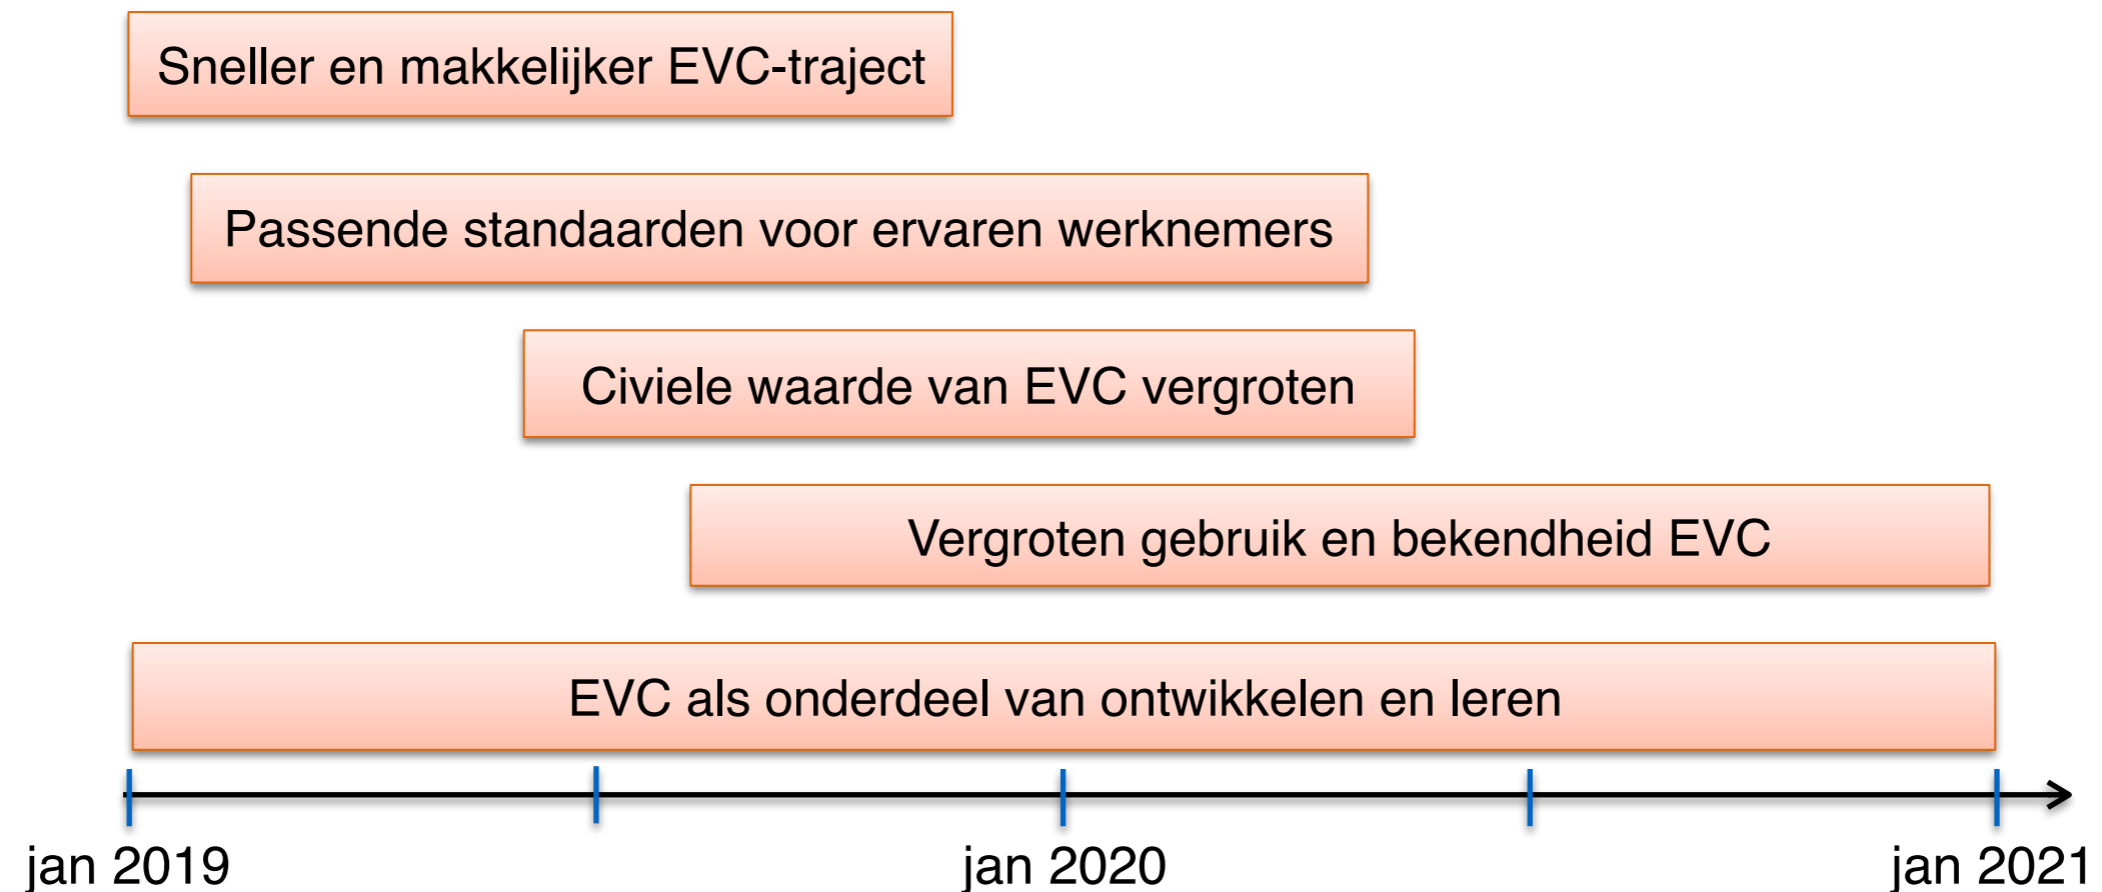 Sneller en makkelijker EVC-traject
Passende standaarden voor ervaren werknemers
Civiele waarde van EVC vergroten
Vergroten gebruik en bekendheid EVC
EVC als onderdeel van ontwikkelen en leren
jan 2019
jan 2020
jan 2021